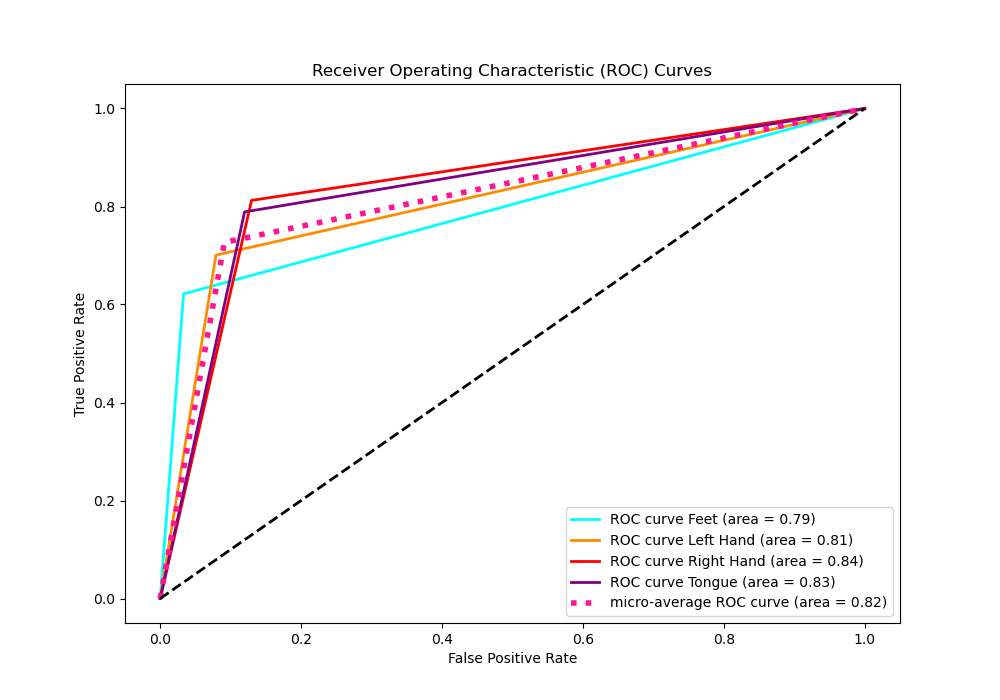 Receiver Operating Characteristic (ROC) Curves
True Positive Rate
1.0
0.8
0.6
0.4
0.2
0.0
ROC curve Feet (area = 0.79)
ROC curve Left Hand (area = 0.81)
ROC curve Right Hand (area = 0.84)
ROC curve Tongue (area = 0.83)
micro-average ROC curve (area = 0.82)
0.0 0.2 0.4 0.6 0.8 1.0
False Positive Rate